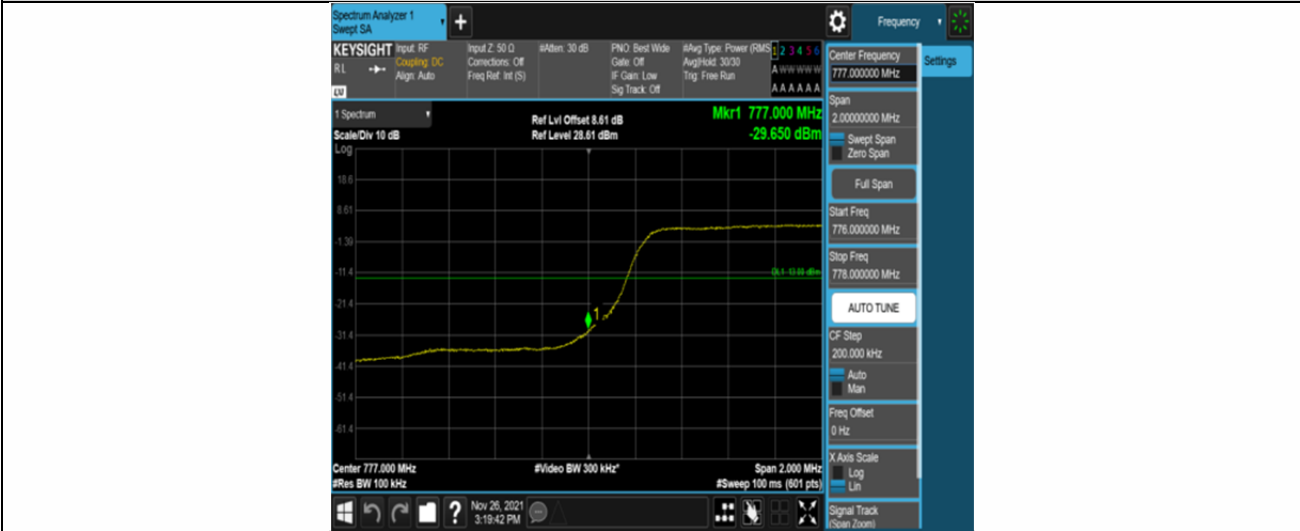 Spectrum Analyzer 1
Swept SA
+
Frequency
KEYSIGHT
RL
Input: RF
Coupling: DC
Align: Auto
Input Z: 50 Ω
Corrections: Off
Freq Ref: Int (S)
#Atten: 30 dB
PNO: Best Wide
Gate: Off
IF Gain: Low
Sig Track: Off
#Avg Type: Power (RMS
Avg|Hold: 30/30
Trig: Free Run
1 2 3 4 5 6
A W W W W W
A A A A A A
1 Spectrum
Scale/Div 10 dB
Log
Ref Lvl Offset 8.61 dB
Ref Level 28.61 dBm
Mkr1 777.000 MHz
-29.650 dBm
18.6
8.61
-1.39
-11.4
-21.4
-31.4
-41.4
-51.4
-61.4
DL1 -13.00 dBm
1
Center 777.000 MHz
#Res BW 100 kHz
#Video BW 300 kHz*
Span 2.000 MHz
#Sweep 100 ms (601 pts)
?
Nov 26, 2021
3:19:42 PM
Center Frequency
777.000000 MHz
Settings
Span
2.00000000 MHz
Swept Span
Zero Span
Full Span
Start Freq
776.000000 MHz
Stop Freq
778.000000 MHz
AUTO TUNE
CF Step
200.000 kHz
Auto
Man
Freq Offset
0 Hz
X Axis Scale
Log
Lin
Signal Track
(Span Zoom)